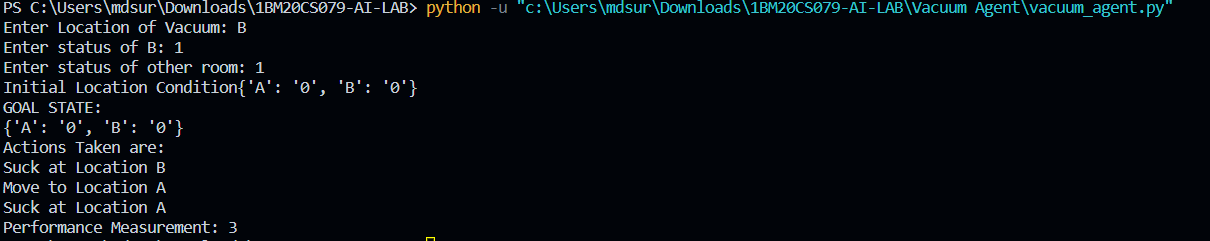 PS C:\Users\mdsur\Downloads\1BM20CS079-AI-LAB> python -u "c:\Users\mdsur\Downloads\1BM20CS079-AI-LAB\Vacuum Agent\vacuum_agent.py"
Enter Location of Vacuum: B
Enter status of B: 1
Enter status of other room: 1
Initial Location Condition{'A': '0', 'B': '0'}
GOAL STATE:
{'A': '0', 'B': '0'}
Actions Taken are:
Suck at Location B
Move to Location A
Suck at Location A
Performance Measurement: 3